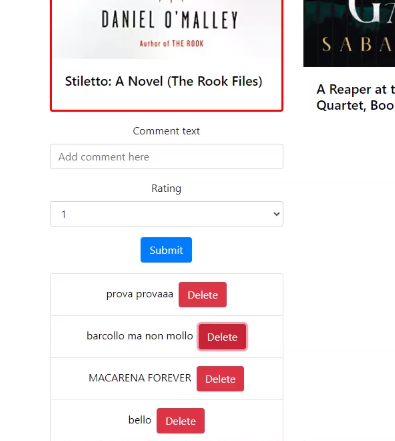 DANIEL O'MALLEY
Author of THE ROOK
Stiletto: A Novel (The Rook Files)
SABA
A Reaper at t
Quartet, Boo
Comment text
Add comment here
Rating
1
Submit
prova provaaa Delete
barcollo ma non mollo Delete
MACARENA FOREVER Delete
bello Delete